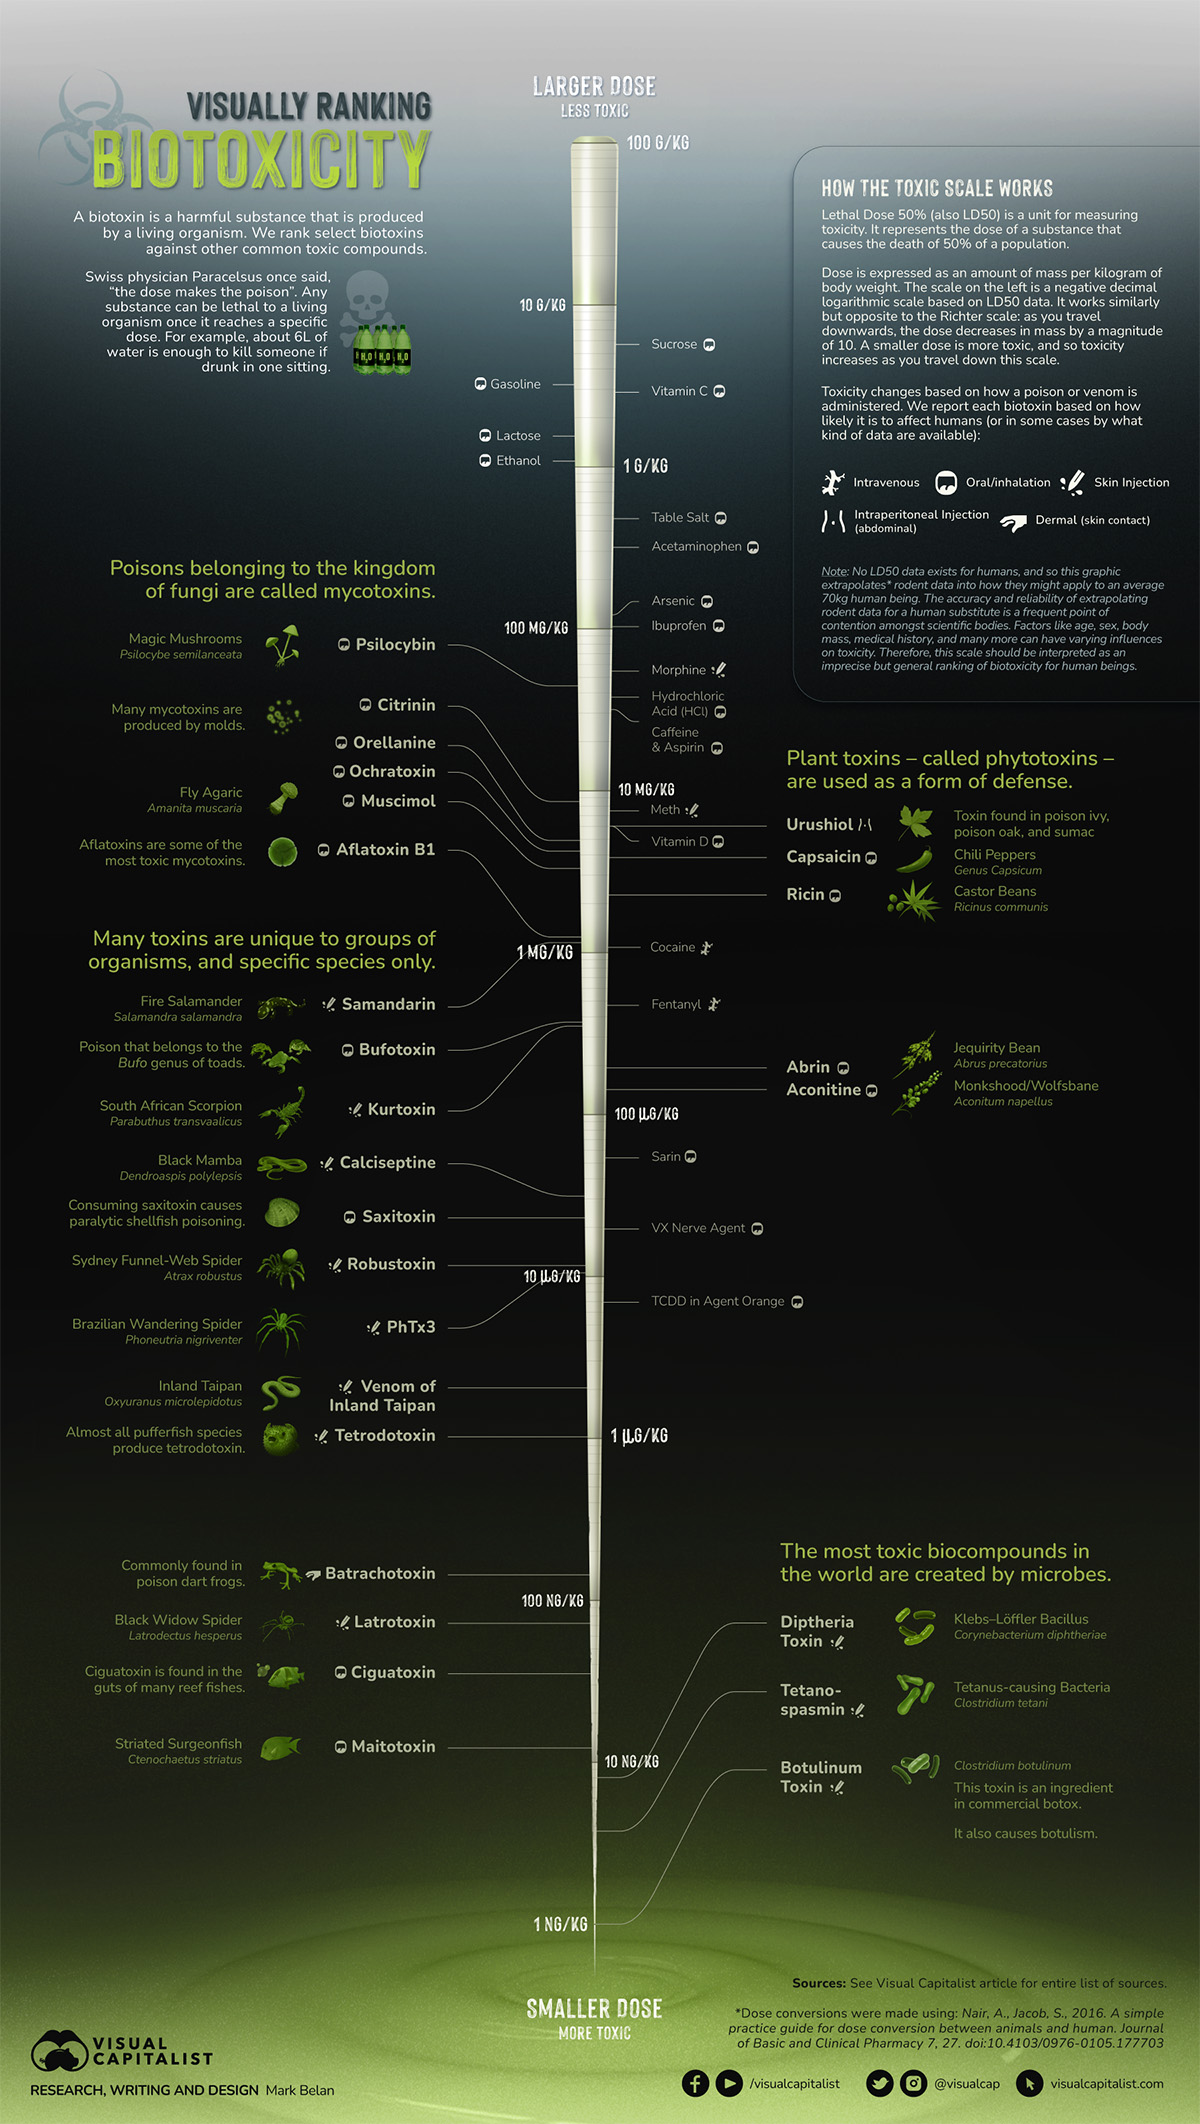 VISUALLY RANKING
BIOTOXICITY
A biotoxin is a harmful substance that is produced
by a living organism. We rank select biotoxins
against other common toxic compounds.
Swiss physician Paracelsus once said,
“the dose makes the poison”. Any
substance can be lethal to a living
organism once it reaches a specific
dose. For example, about 6L of
water is enough to kill someone if
drunk in one sitting.
H₂O
H₂O
H₂O
LARGER DOSE
LESS TOXIC
100 G/KG
10 G/KG
Sucrose
Gasoline
Vitamin C
Lactose
Ethanol
1 G/KG
Table Salt
Acetaminophen
Arsenic
100 MG/KG
Ibuprofen
Morphine
Hydrochloric
Acid (HCl)
Caffeine
& Aspirin
10 MG/KG
Meth
Vitamin D
Cocaine
1 MG/KG
Fentanyl
100 µG/KG
Sarin
VX Nerve Agent
10 µG/KG
TCDD in Agent Orange
1 µG/KG
100 NG/KG
10 NG/KG
1 NG/KG
SMALLER DOSE
MORE TOXIC
HOW THE TOXIC SCALE WORKS
Lethal Dose 50% (also LD50) is a unit for measuring
toxicity. It represents the dose of a substance that
causes the death of 50% of a population.
Dose is expressed as an amount of mass per kilogram of
body weight. The scale on the left is a negative decimal
logarithmic scale based on LD50 data. It works similarly
but opposite to the Richter scale: as you travel
downwards, the dose decreases in mass by a magnitude
of 10. A smaller dose is more toxic, and so toxicity
increases as you travel down this scale.
Toxicity changes based on how a poison or venom is
administered. We report each biotoxin based on how
likely it is to affect humans (or in some cases by what
kind of data are available):
Intravenous
Oral/inhalation
Skin Injection
Intraperitoneal Injection
(abdominal)
Dermal (skin contact)
Note: No LD50 data exists for humans, and so this graphic
extrapolates* rodent data into how they might apply to an average
70kg human being. The accuracy and reliability of extrapolating
rodent data for a human substitute is a frequent point of
contention amongst scientific bodies. Factors like age, sex, body
mass, medical history, and many more can have varying influences
on toxicity. Therefore, this scale should be interpreted as an
imprecise but general ranking of biotoxicity for human beings.
Poisons belonging to the kingdom
of fungi are called mycotoxins.
Magic Mushrooms
Psilocybe semilanceata
Psilocybin
Many mycotoxins are
produced by molds.
Citrinin
Orellanine
Ochratoxin
Fly Agaric
Amanita muscaria
Muscimol
Aflatoxins are some of the
most toxic mycotoxins.
Aflatoxin B1
Plant toxins – called phytotoxins –
are used as a form of defense.
Urushiol
Toxin found in poison ivy,
poison oak, and sumac
Capsaicin
Chili Peppers
Genus Capsicum
Ricin
Castor Beans
Ricinus communis
Abrin
Jequirity Bean
Abrus precatorius
Aconitine
Monkshood/Wolfsbane
Aconitum napellus
Many toxins are unique to groups of
organisms, and specific species only.
Fire Salamander
Salamandra salamandra
Samandarin
Poison that belongs to the
Bufo genus of toads.
Bufotoxin
South African Scorpion
Parabuthus transvaalicus
Kurtoxin
Black Mamba
Dendroaspis polylepsis
Calciseptine
Consuming saxitoxin causes
paralytic shellfish poisoning.
Saxitoxin
Sydney Funnel-Web Spider
Atrax robustus
Robustoxin
Brazilian Wandering Spider
Phoneutria nigriventer
PhTx3
Inland Taipan
Oxyuranus microlepidotus
Venom of
Inland Taipan
Almost all pufferfish species
produce tetrodotoxin.
Tetrodotoxin
Commonly found in
poison dart frogs.
Batrachotoxin
Black Widow Spider
Latrodectus hesperus
Latrotoxin
Ciguatoxin is found in the
guts of many reef fishes.
Ciguatoxin
Striated Surgeonfish
Ctenochaetus striatus
Maitotoxin
The most toxic biocompounds in
the world are created by microbes.
Diptheria
Toxin
Klebs–Löffler Bacillus
Corynebacterium diphtheriae
Tetano-
spasmin
Tetanus-causing Bacteria
Clostridium tetani
Botulinum
Toxin
Clostridium botulinum
This toxin is an ingredient
in commercial botox.
It also causes botulism.
Sources: See Visual Capitalist article for entire list of sources.
*Dose conversions were made using: Nair, A., Jacob, S., 2016. A simple
practice guide for dose conversion between animals and human. Journal
of Basic and Clinical Pharmacy 7, 27. doi:10.4103/0976-0105.177703
VISUAL
CAPITALIST
RESEARCH, WRITING AND DESIGN Mark Belan
/visualcapitalist
@visualcap
visualcapitalist.com